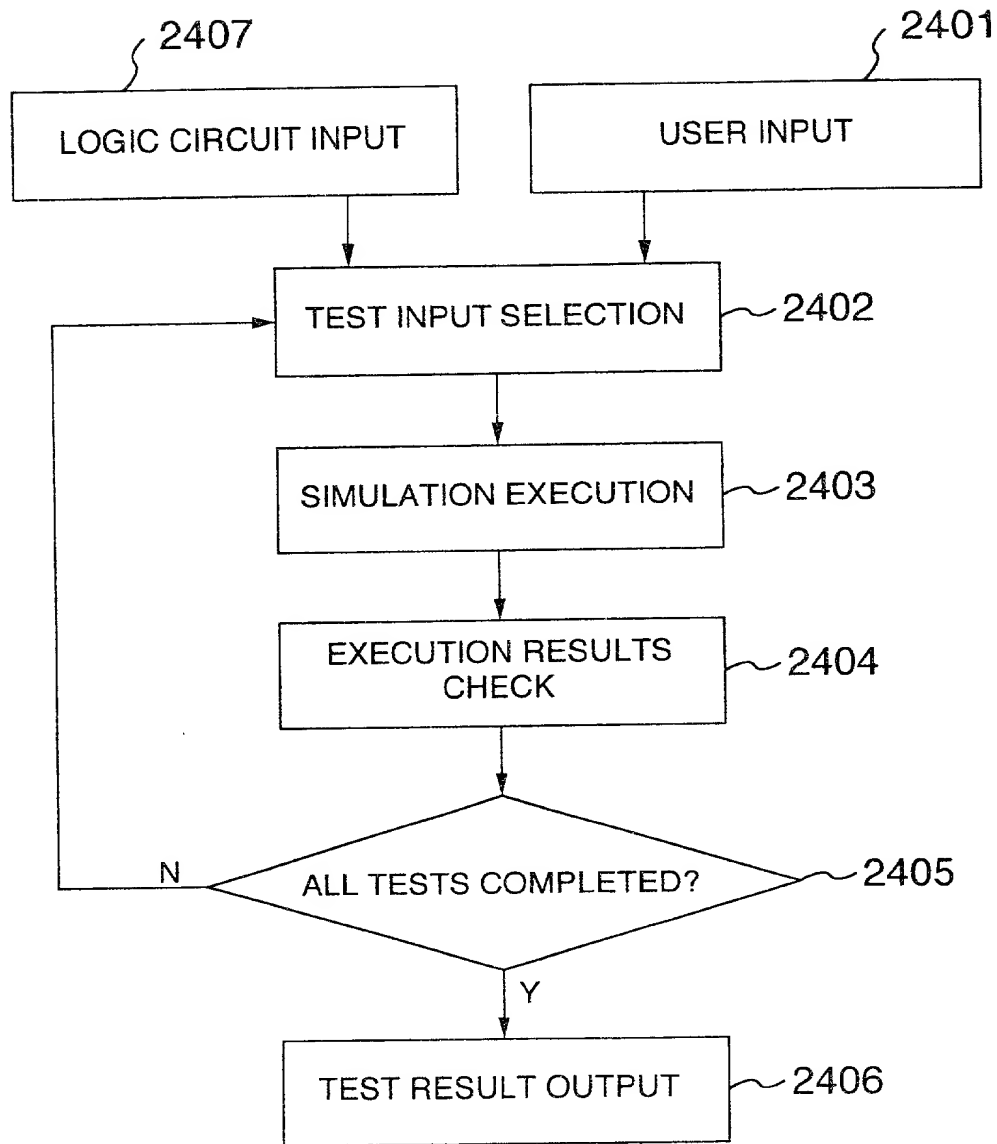 2407
2401
LOGIC CIRCUIT INPUT
USER INPUT
TEST INPUT SELECTION
2402
SIMULATION EXECUTION
2403
EXECUTION RESULTS
CHECK
2404
N
ALL TESTS COMPLETED?
2405
Y
TEST RESULT OUTPUT
2406